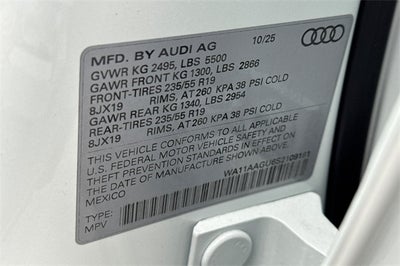 MFD. BY AUDI AG 10/25
GVWR KG 2495, LBS 5500
GAWR FRONT KG 1300, LBS 2866
FRONT-TIRES 235/55 R19
8JX19 RIMS, AT 260 KPA 38 PSI COLD
GAWR REAR KG 1340, LBS 2954
REAR-TIRES 235/55 R19
8JX19 RIMS, AT 260 KPA 38 PSI COLD
THIS VEHICLE CONFORMS TO ALL APPLICABLE
U.S. FEDERAL MOTOR VEHICLE SAFETY AND
THEFT PREVENTION STANDARDS IN EFFECT ON THE
DATE OF MANUFACTURE SHOWN ABOVE.
MEXICO
TYPE:
MPV